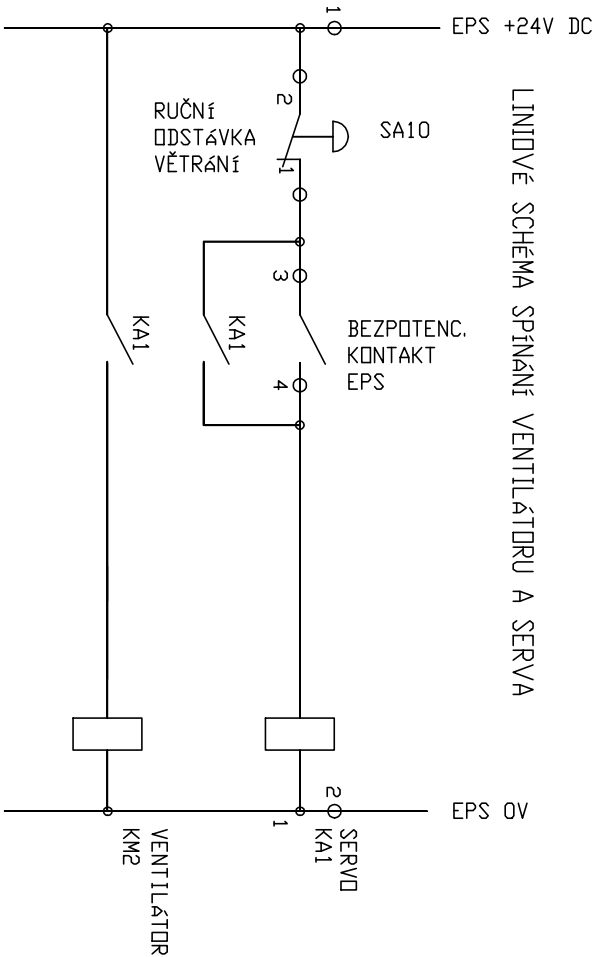 EPS +24V DC
1
LINIOVÉ SCHÉMA SPÍNÁNÍ VENTILÁTORU A SERVA
2
RUČNÍ
ODSTÁVKA
VĚTRÁNÍ
SA10
1
3
BEZPOTENC.
KONTAKT
EPS
KA1
KA1
4
2
EPS 0V
1
SERVO
KA1
VENTILÁTOR
KM2